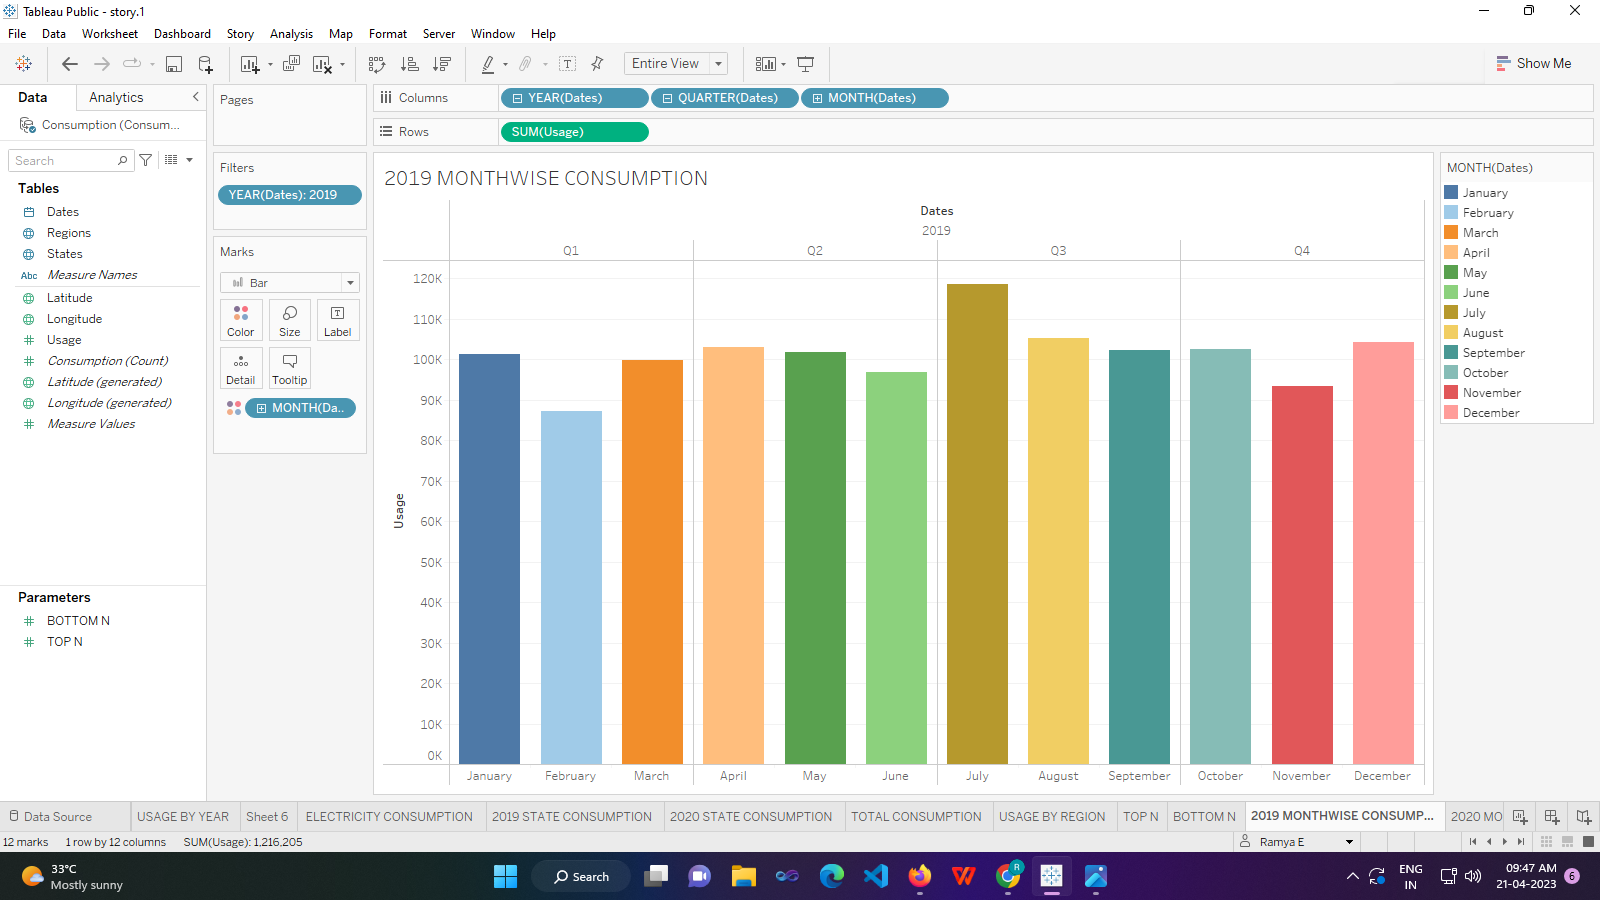 Tableau Public - story.1
File Data Worksheet Dashboard Story Analysis Map Format Server Window Help
Entire View
Show Me
Data Analytics
Consumption (Consum...
Search
Tables
Dates
Regions
States
Abc Measure Names
Latitude
Longitude
Usage
Consumption (Count)
Latitude (generated)
Longitude (generated)
Measure Values
Parameters
BOTTOM N
TOP N
Pages
Filters
YEAR(Dates): 2019
Marks
Bar
Color Size Label
Detail Tooltip
MONTH(Da..
Columns YEAR(Dates) QUARTER(Dates) MONTH(Dates)
Rows SUM(Usage)
2019 MONTHWISE CONSUMPTION
Dates
2019
Q1 Q2 Q3 Q4
120K
110K
100K
90K
80K
70K
60K
50K
40K
30K
20K
10K
0K
Usage
January February March April May June July August September October November December
MONTH(Dates)
January
February
March
April
May
June
July
August
September
October
November
December
Data Source USAGE BY YEAR Sheet 6 ELECTRICITY CONSUMPTION 2019 STATE CONSUMPTION 2020 STATE CONSUMPTION TOTAL CONSUMPTION USAGE BY REGION TOP N BOTTOM N 2019 MONTHWISE CONSUMP... 2020 MO
12 marks 1 row by 12 columns SUM(Usage): 1,216,205 Ramya E
33°C
Mostly sunny
Search
R
ENG
IN
09:47 AM
21-04-2023
6